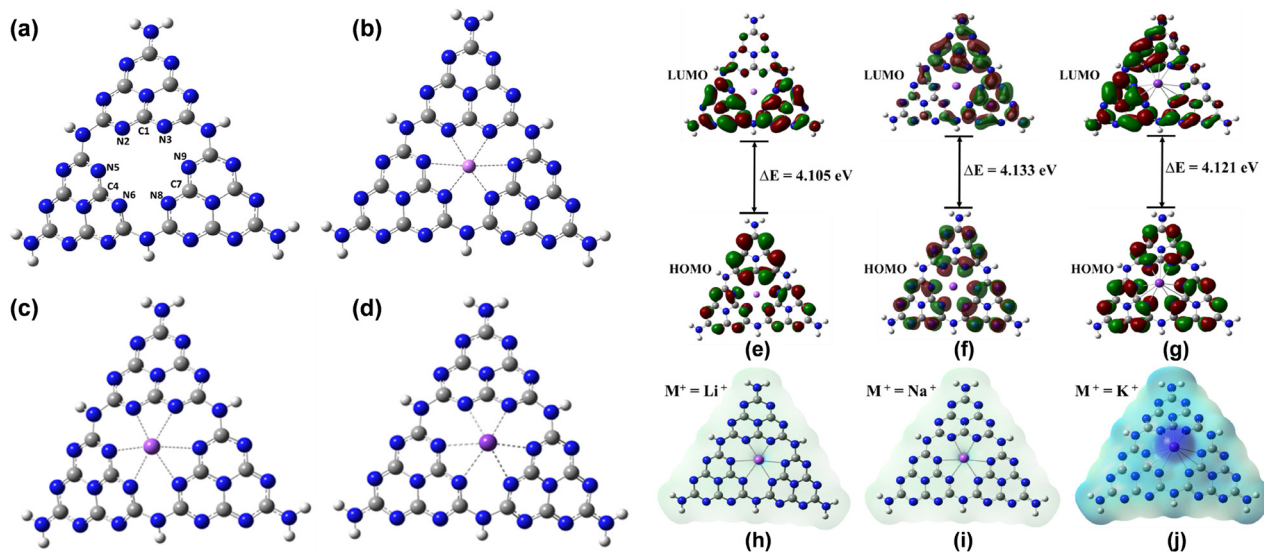 (a)
C1
N2
N3
N5
N9
C4
C7
N6
N8
(b)
(c)
(d)
LUMO
ΔE = 4.105 eV
HOMO
(e)
LUMO
ΔE = 4.133 eV
HOMO
(f)
LUMO
ΔE = 4.121 eV
HOMO
(g)
M⁺ = Li⁺
(h)
M⁺ = Na⁺
(i)
M⁺ = K⁺
(j)